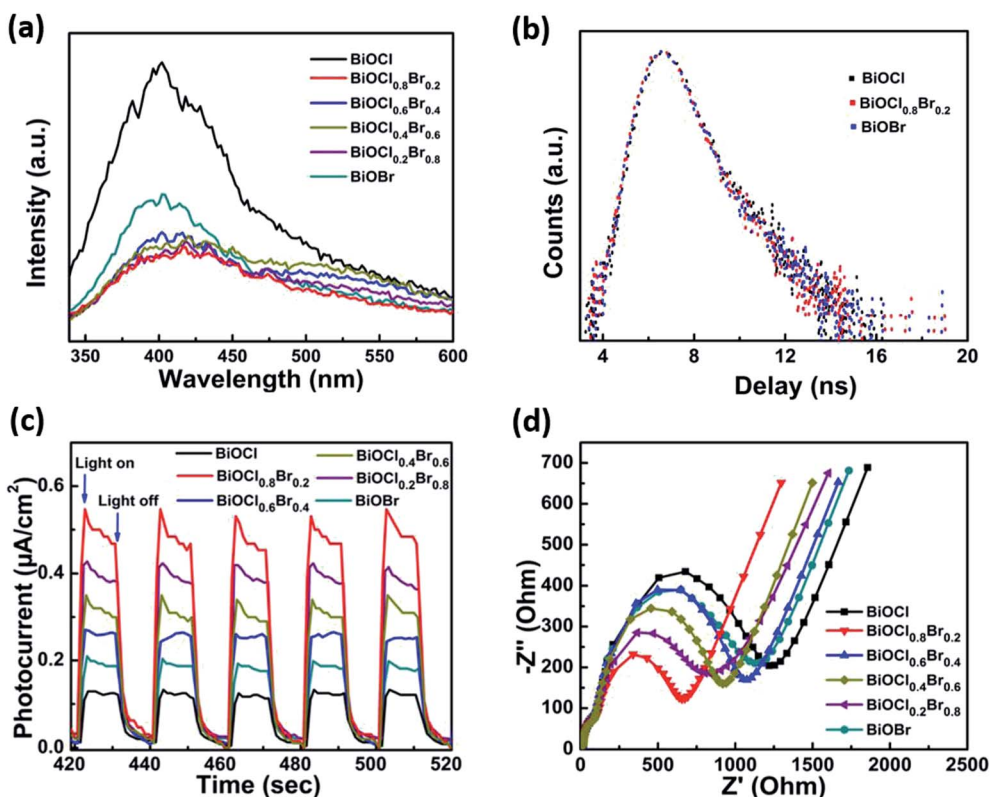 (a)
Intensity (a.u.)
BiOCl
BiOCl0.8Br0.2
BiOCl0.6Br0.4
BiOCl0.4Br0.6
BiOCl0.2Br0.8
BiOBr
350 400 450 500 550 600
Wavelength (nm)
(b)
Counts (a.u.)
BiOCl
BiOCl0.8Br0.2
BiOBr
4 8 12 16 20
Delay (ns)
(c)
Photocurrent (µA/cm2)
0.6
0.4
0.2
0.0
Light on
Light off
BiOCl
BiOCl0.8Br0.2
BiOCl0.6Br0.4
BiOCl0.4Br0.6
BiOCl0.2Br0.8
BiOBr
420 440 460 480 500 520
Time (sec)
(d)
-Z'' (Ohm)
700
600
500
400
300
200
100
0
BiOCl
BiOCl0.8Br0.2
BiOCl0.6Br0.4
BiOCl0.4Br0.6
BiOCl0.2Br0.8
BiOBr
0 500 1000 1500 2000 2500
Z' (Ohm)